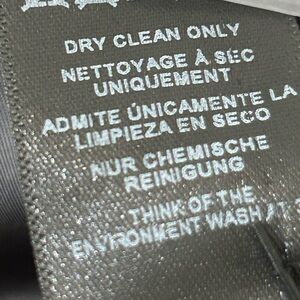 DRY CLEAN ONLY
NETTOYAGE À SEC
UNIQUEMENT
ADMITE ÚNICAMENTE LA
LIMPIEZA EN SECO
NUR CHEMISCHE
REINIGUNG
THINK OF THE
ENVIRONMENT WASH AT